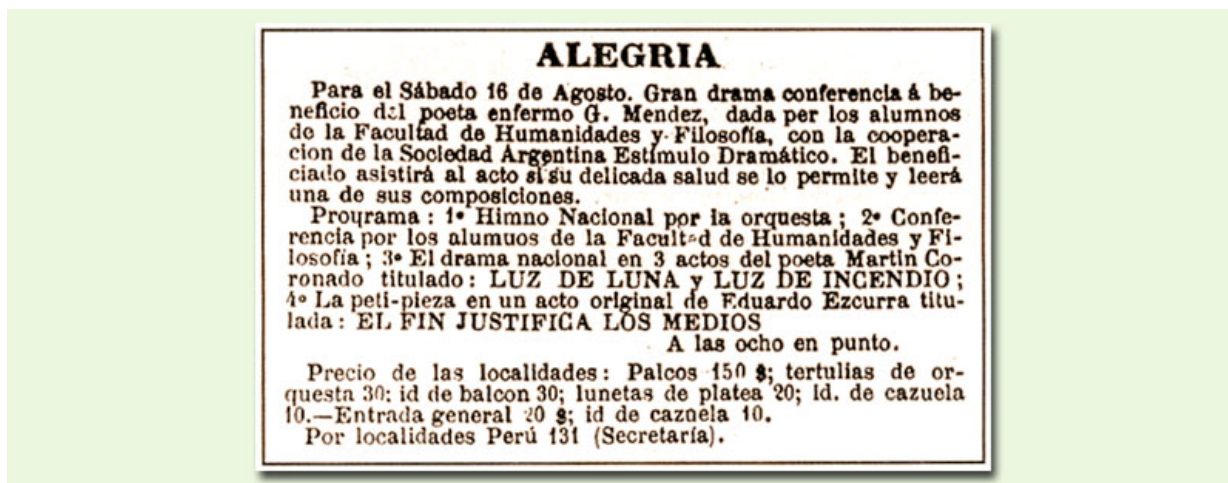 ALEGRIA
Para el Sábado 16 de Agosto. Gran drama conferencia á be-
neficio del poeta enfermo G. Mendez, dada per los alumnos
de la Facultad de Humanidades y Filosofía, con la coopera-
cion de la Sociedad Argentina Estímulo Dramático. El benefi-
ciado asistirá al acto si su delicada salud se lo permite y leerá
una de sus composiciones.
Programa : 1º Himno Nacional por la orquesta ; 2º Confe-
rencia por los alumuos de la Facultad de Humanidades y Fi-
losofía ; 3º El drama nacional en 3 actos del poeta Martin Co-
ronado titulado : LUZ DE LUNA y LUZ DE INCENDIO ;
4º La peti-pieza en un acto original de Eduardo Ezcurra titu-
lada : EL FIN JUSTIFICA LOS MEDIOS
A las ocho en punto.
Precio de las localidades : Palcos 150 $; tertulias de or-
questa 30: id de balcon 30; lunetas de platea 20; id. de cazuela
10.—Entrada general 20 $; id de caznela 10.
Por localidades Perú 131 (Secretaría).